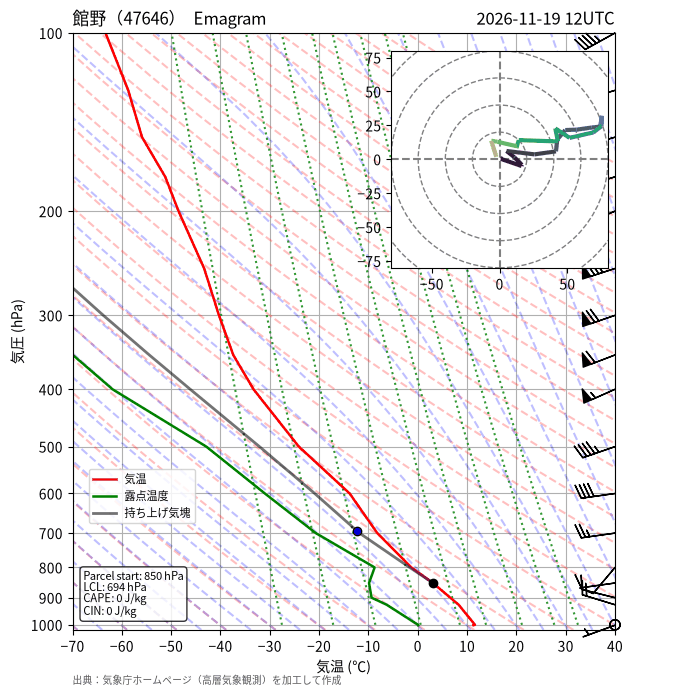 館野（47646）　Emagram
2026-11-19 12UTC
100
200
300
400
500
600
700
800
900
1000
気圧 (hPa)
75
50
25
0
−25
−50
−75
−50
0
50
気温
露点温度
持ち上げ気塊
Parcel start: 850 hPa
LCL: 694 hPa
CAPE: 0 J/kg
CIN: 0 J/kg
−70
−60
−50
−40
−30
−20
−10
0
10
20
30
40
気温 (℃)
出典：気象庁ホームページ（高層気象観測）を加工して作成